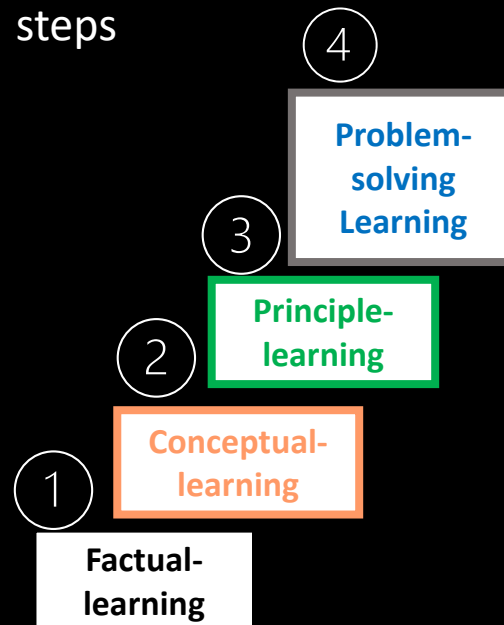 steps
4
Problem-
solving
Learning
3
Principle-
learning
2
Conceptual-
learning
1
Factual-
learning